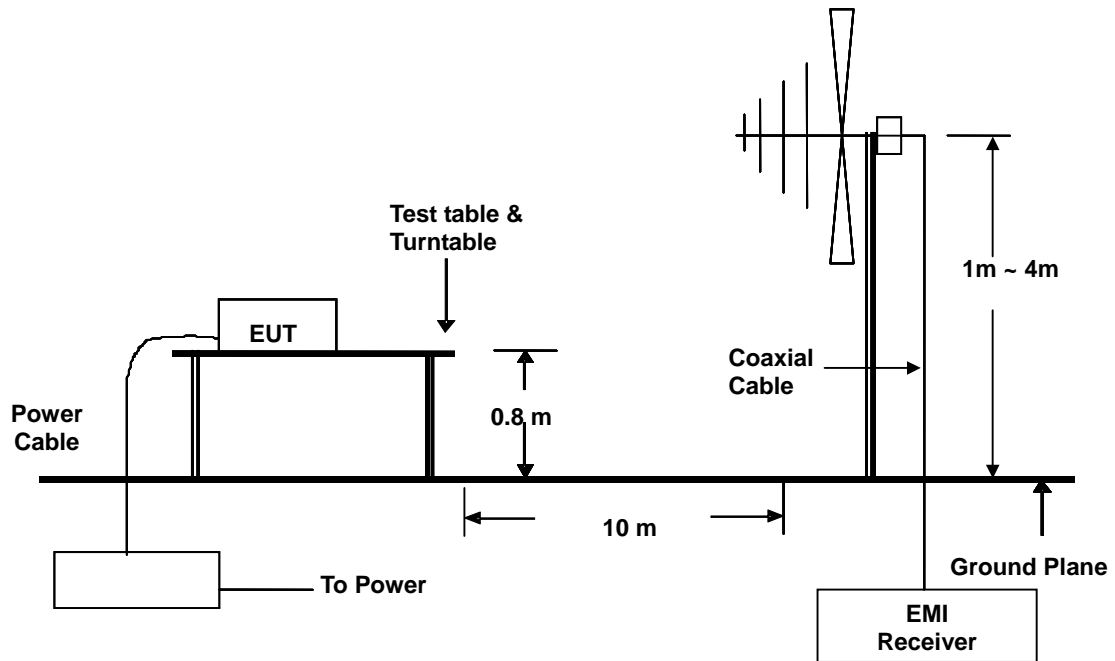 Test table &
Turntable
EUT
1m ~ 4m
Coaxial
Cable
0.8 m
Power
Cable
10 m
To Power
Ground Plane
EMI
Receiver